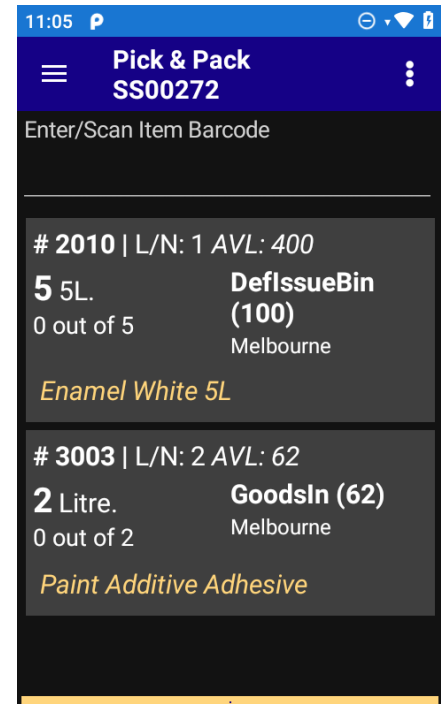 11:05
Pick & Pack
SS00272
Enter/Scan Item Barcode
# 2010 | L/N: 1 AVL: 400
5 5L.
DefIssueBin
(100)
0 out of 5
Melbourne
Enamel White 5L
# 3003 | L/N: 2 AVL: 62
2 Litre.
GoodsIn (62)
0 out of 2
Melbourne
Paint Additive Adhesive